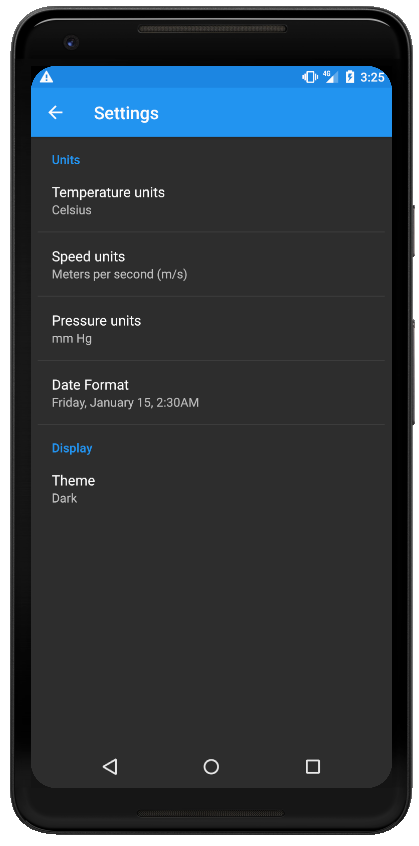 4G 3:25
Settings
Units
Temperature units
Celsius
Speed units
Meters per second (m/s)
Pressure units
mm Hg
Date Format
Friday, January 15, 2:30AM
Display
Theme
Dark